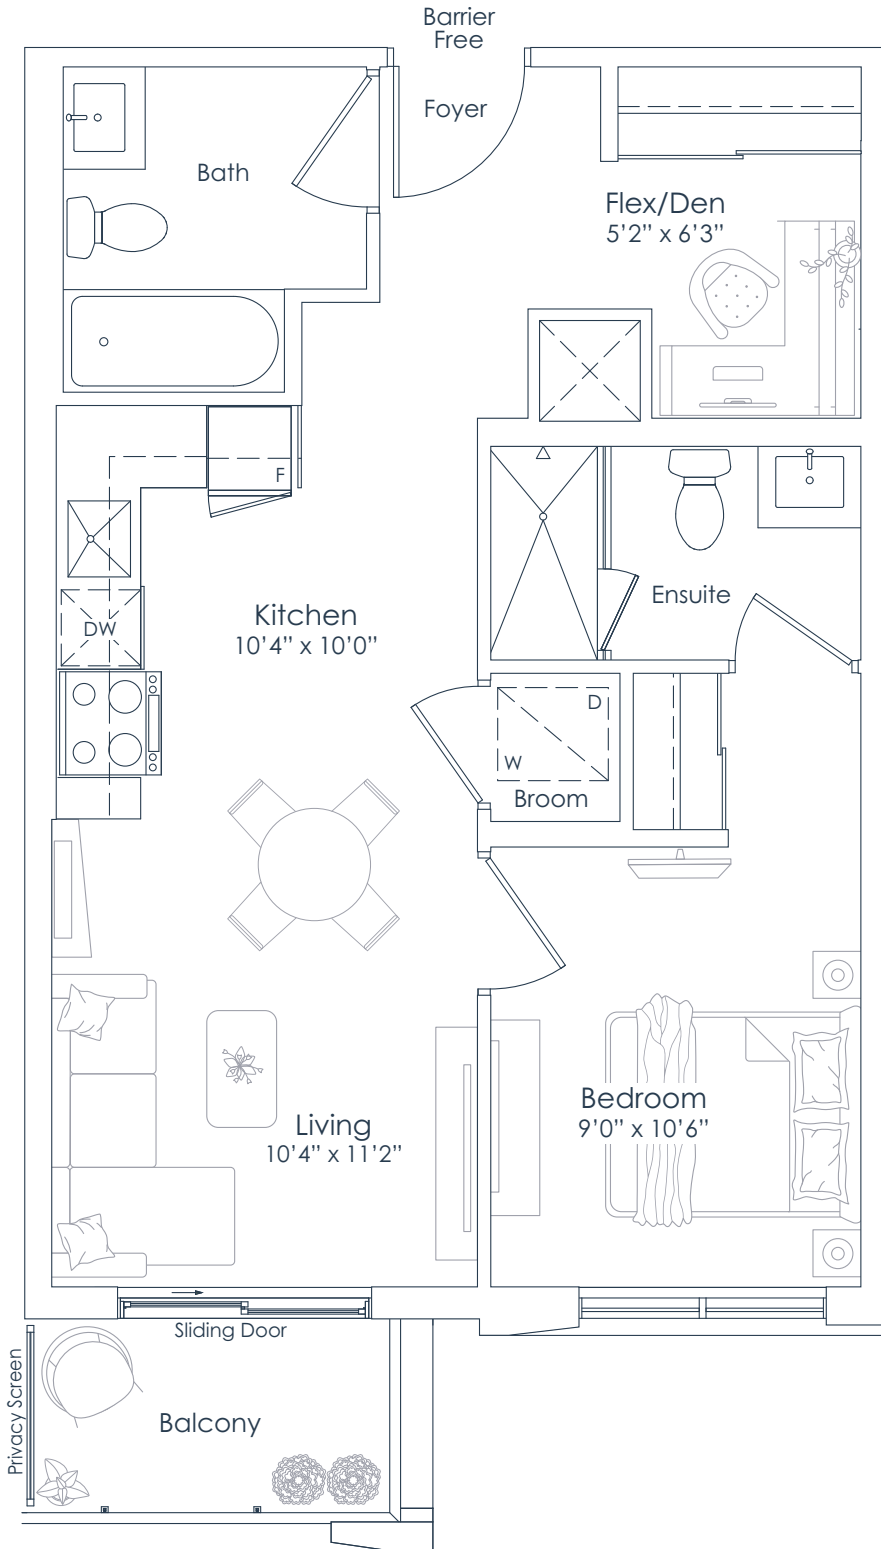 Barrier
Free
Foyer
Bath
Flex/Den
5'2” x 6'3”
F
DW
Kitchen
10'4” x 10'0”
Ensuite
D
W
Broom
Living
10'4” x 11'2”
Bedroom
9'0” x 10'6”
Sliding Door
Privacy Screen
Balcony